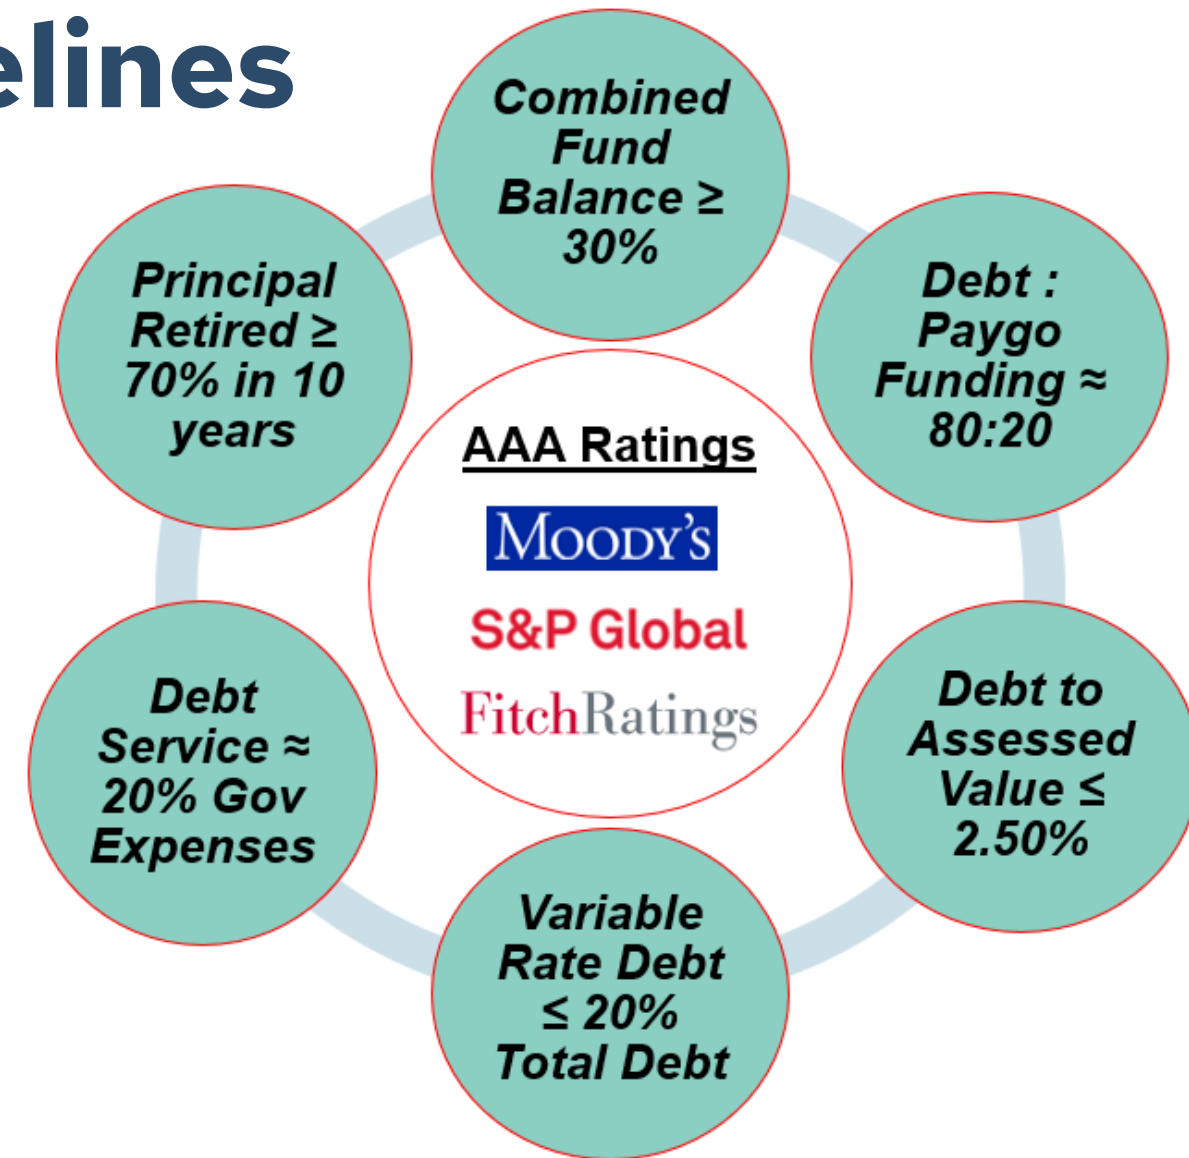 elines
Combined
Fund
Balance ≥
30%
Debt :
Paygo
Funding ≈
80:20
Debt to
Assessed
Value ≤
2.50%
Variable
Rate Debt
≤ 20%
Total Debt
Debt
Service ≈
20% Gov
Expenses
Principal
Retired ≥
70% in 10
years
AAA Ratings
MOODY'S
S&P Global
FitchRatings